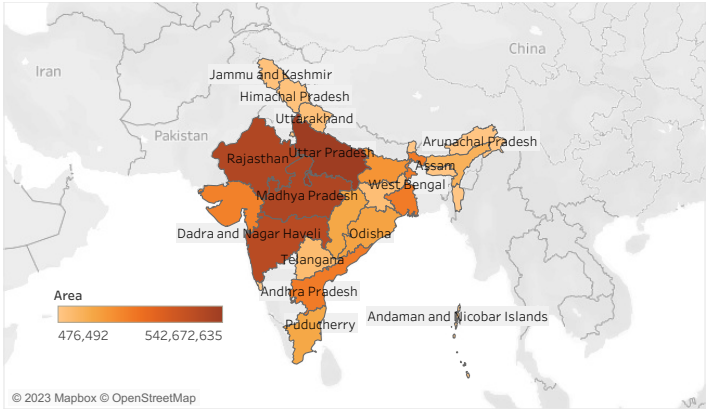 China
Iran
Jammu and Kashmir
Himachal Pradesh
Uttarakhand
Pakistan
Arunachal Pradesh
Rajasthan
Uttar Pradesh
Assam
West Bengal
Madhya Pradesh
Dadra and Nagar Haveli
Odisha
Telangana
Andhra Pradesh
Area
Andaman and Nicobar Islands
Puducherry
476,492
542,672,635
© 2023 Mapbox © OpenStreetMap